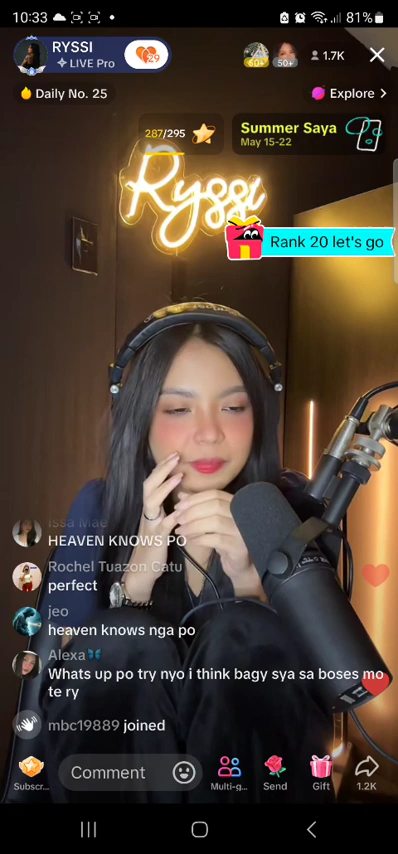 10:33
81%
RYSSI
LIVE Pro
29
60+
50+
1.7K
Daily No. 25
Explore >
287/295
Summer Saya
May 15-22
Ryssi
Rank 20 let's go
Issa Mae
HEAVEN KNOWS PO
Rochel Tuazon Catu
perfect
jeo
heaven knows nga po
Alexa
Whats up po try nyo i think bagy sya sa boses mo
te ry
mbc19889 joined
Subscr...
Comment
Multi-g...
Send
Gift
1.2K